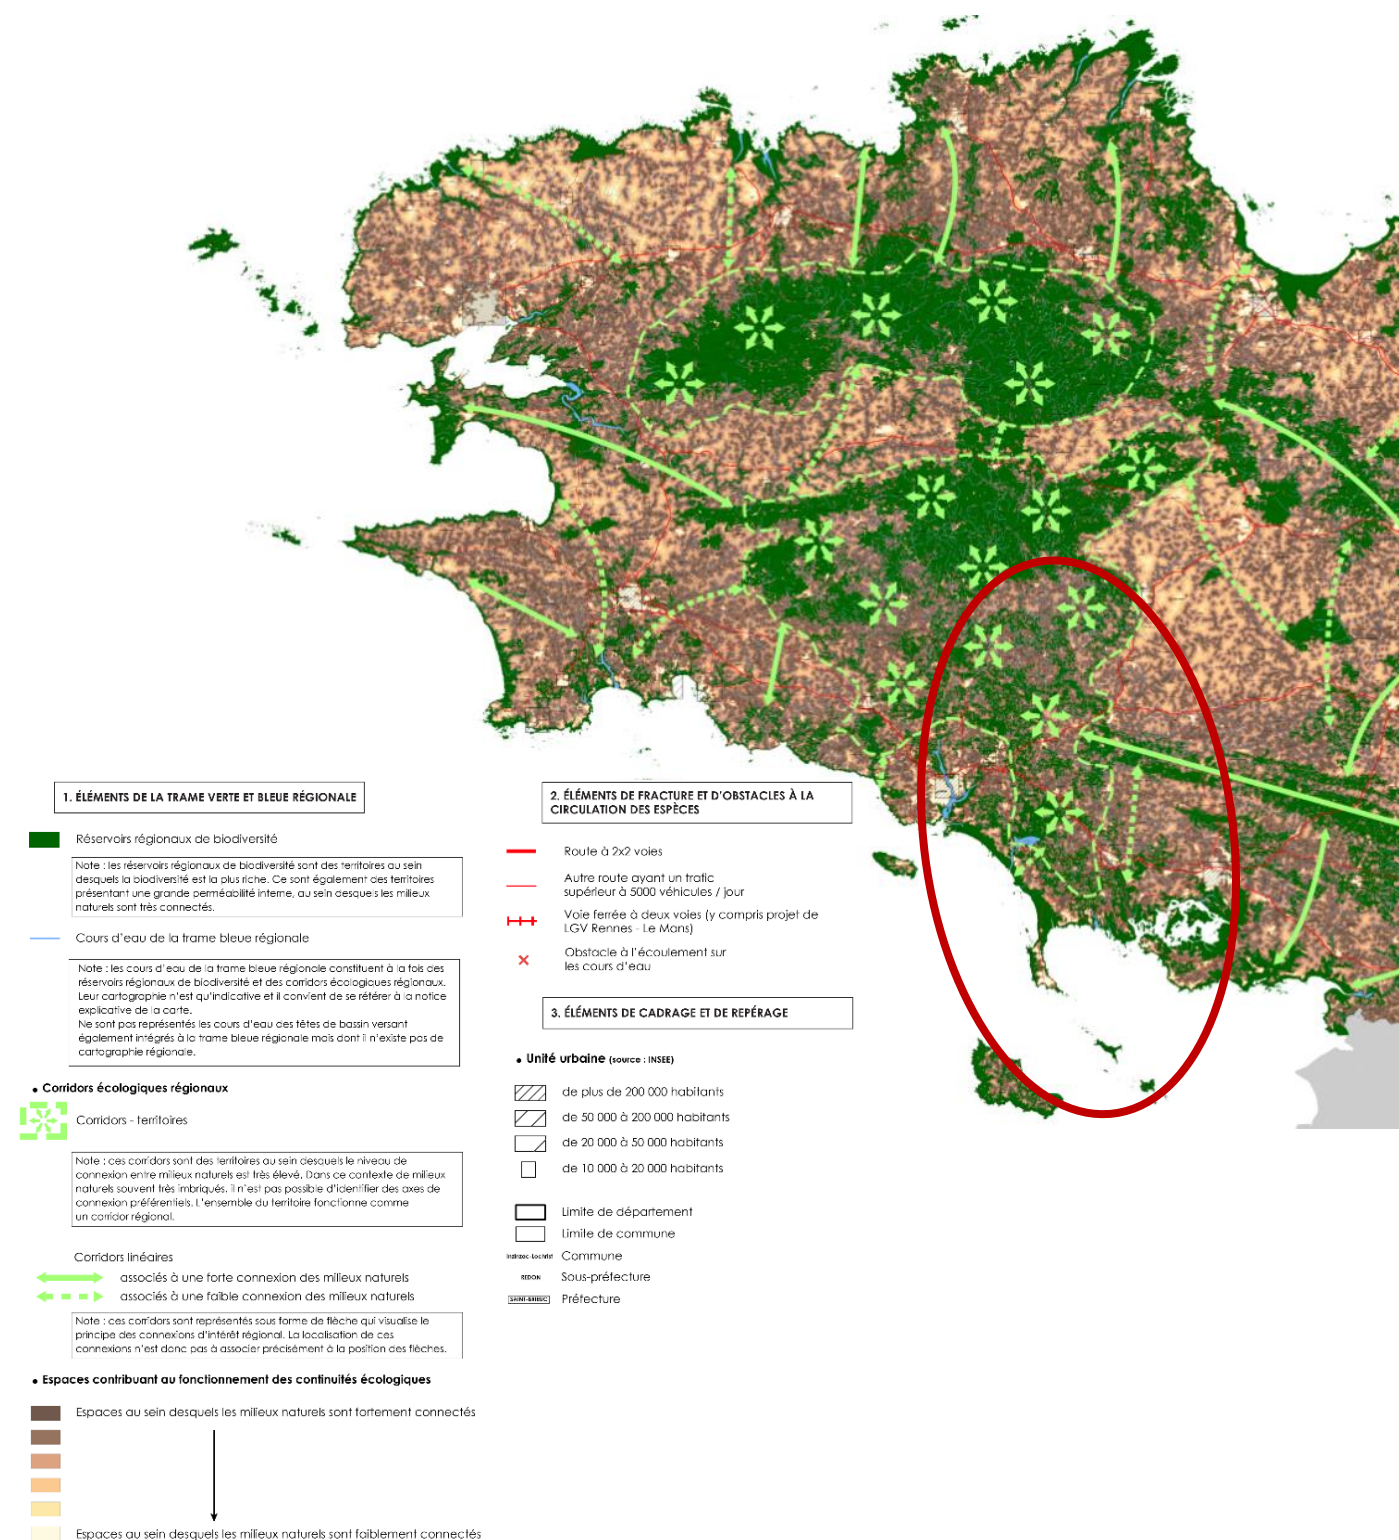 1. ÉLÉMENTS DE LA TRAME VERTE ET BLEUE RÉGIONALE
Réservoirs régionaux de biodiversité
Note : les réservoirs régionaux de biodiversité sont des territoires au sein
desquels la biodiversité est la plus riche. Ce sont également des territoires
présentant une grande perméabilité interne, au sein desquels les milieux
naturels sont très connectés.
Cours d'eau de la trame bleue régionale
Note : les cours d'eau de la trame bleue régionale constituent à la fois des
réservoirs régionaux de biodiversité et des corridors écologiques régionaux.
Leur cartographie n'est qu'indicative et il convient de se référer à la notice
explicative de la carte.
Ne sont pas représentés les cours d'eau des têtes de bassin versant
également intégrés à la trame bleue régionale mais dont il n'existe pas de
cartographie régionale.
• Corridors écologiques régionaux
Corridors - territoires
Note : ces corridors sont des territoires au sein desquels le niveau de
connexion entre milieux naturels est très élevé. Dans ce contexte de milieux
naturels souvent très imbriqués, il n'est pas possible d'identifier des axes de
connexion préférentiels. L'ensemble du territoire fonctionne comme
un corridor régional.
Corridors linéaires
associés à une forte connexion des milieux naturels
associés à une faible connexion des milieux naturels
Note : ces corridors sont représentés sous forme de flèche qui visualise le
principe des connexions d'intérêt régional. La localisation de ces
connexions n'est donc pas à associer précisément à la position des flèches.
• Espaces contribuant au fonctionnement des continuités écologiques
Espaces au sein desquels les milieux naturels sont fortement connectés
Espaces au sein desquels les milieux naturels sont faiblement connectés
2. ÉLÉMENTS DE FRACTURE ET D'OBSTACLES À LA
CIRCULATION DES ESPÈCES
Route à 2x2 voies
Autre route ayant un trafic
supérieur à 5000 véhicules / jour
Voie ferrée à deux voies (y compris projet de
LGV Rennes - Le Mans)
Obstacle à l'écoulement sur
les cours d'eau
3. ÉLÉMENTS DE CADRAGE ET DE REPÉRAGE
• Unité urbaine (source : INSEE)
de plus de 200 000 habitants
de 50 000 à 200 000 habitants
de 20 000 à 50 000 habitants
de 10 000 à 20 000 habitants
Limite de département
Limite de commune
Inzinzac-Lochrist Commune
REDON Sous-préfecture
SAINT-BRIEUC Préfecture